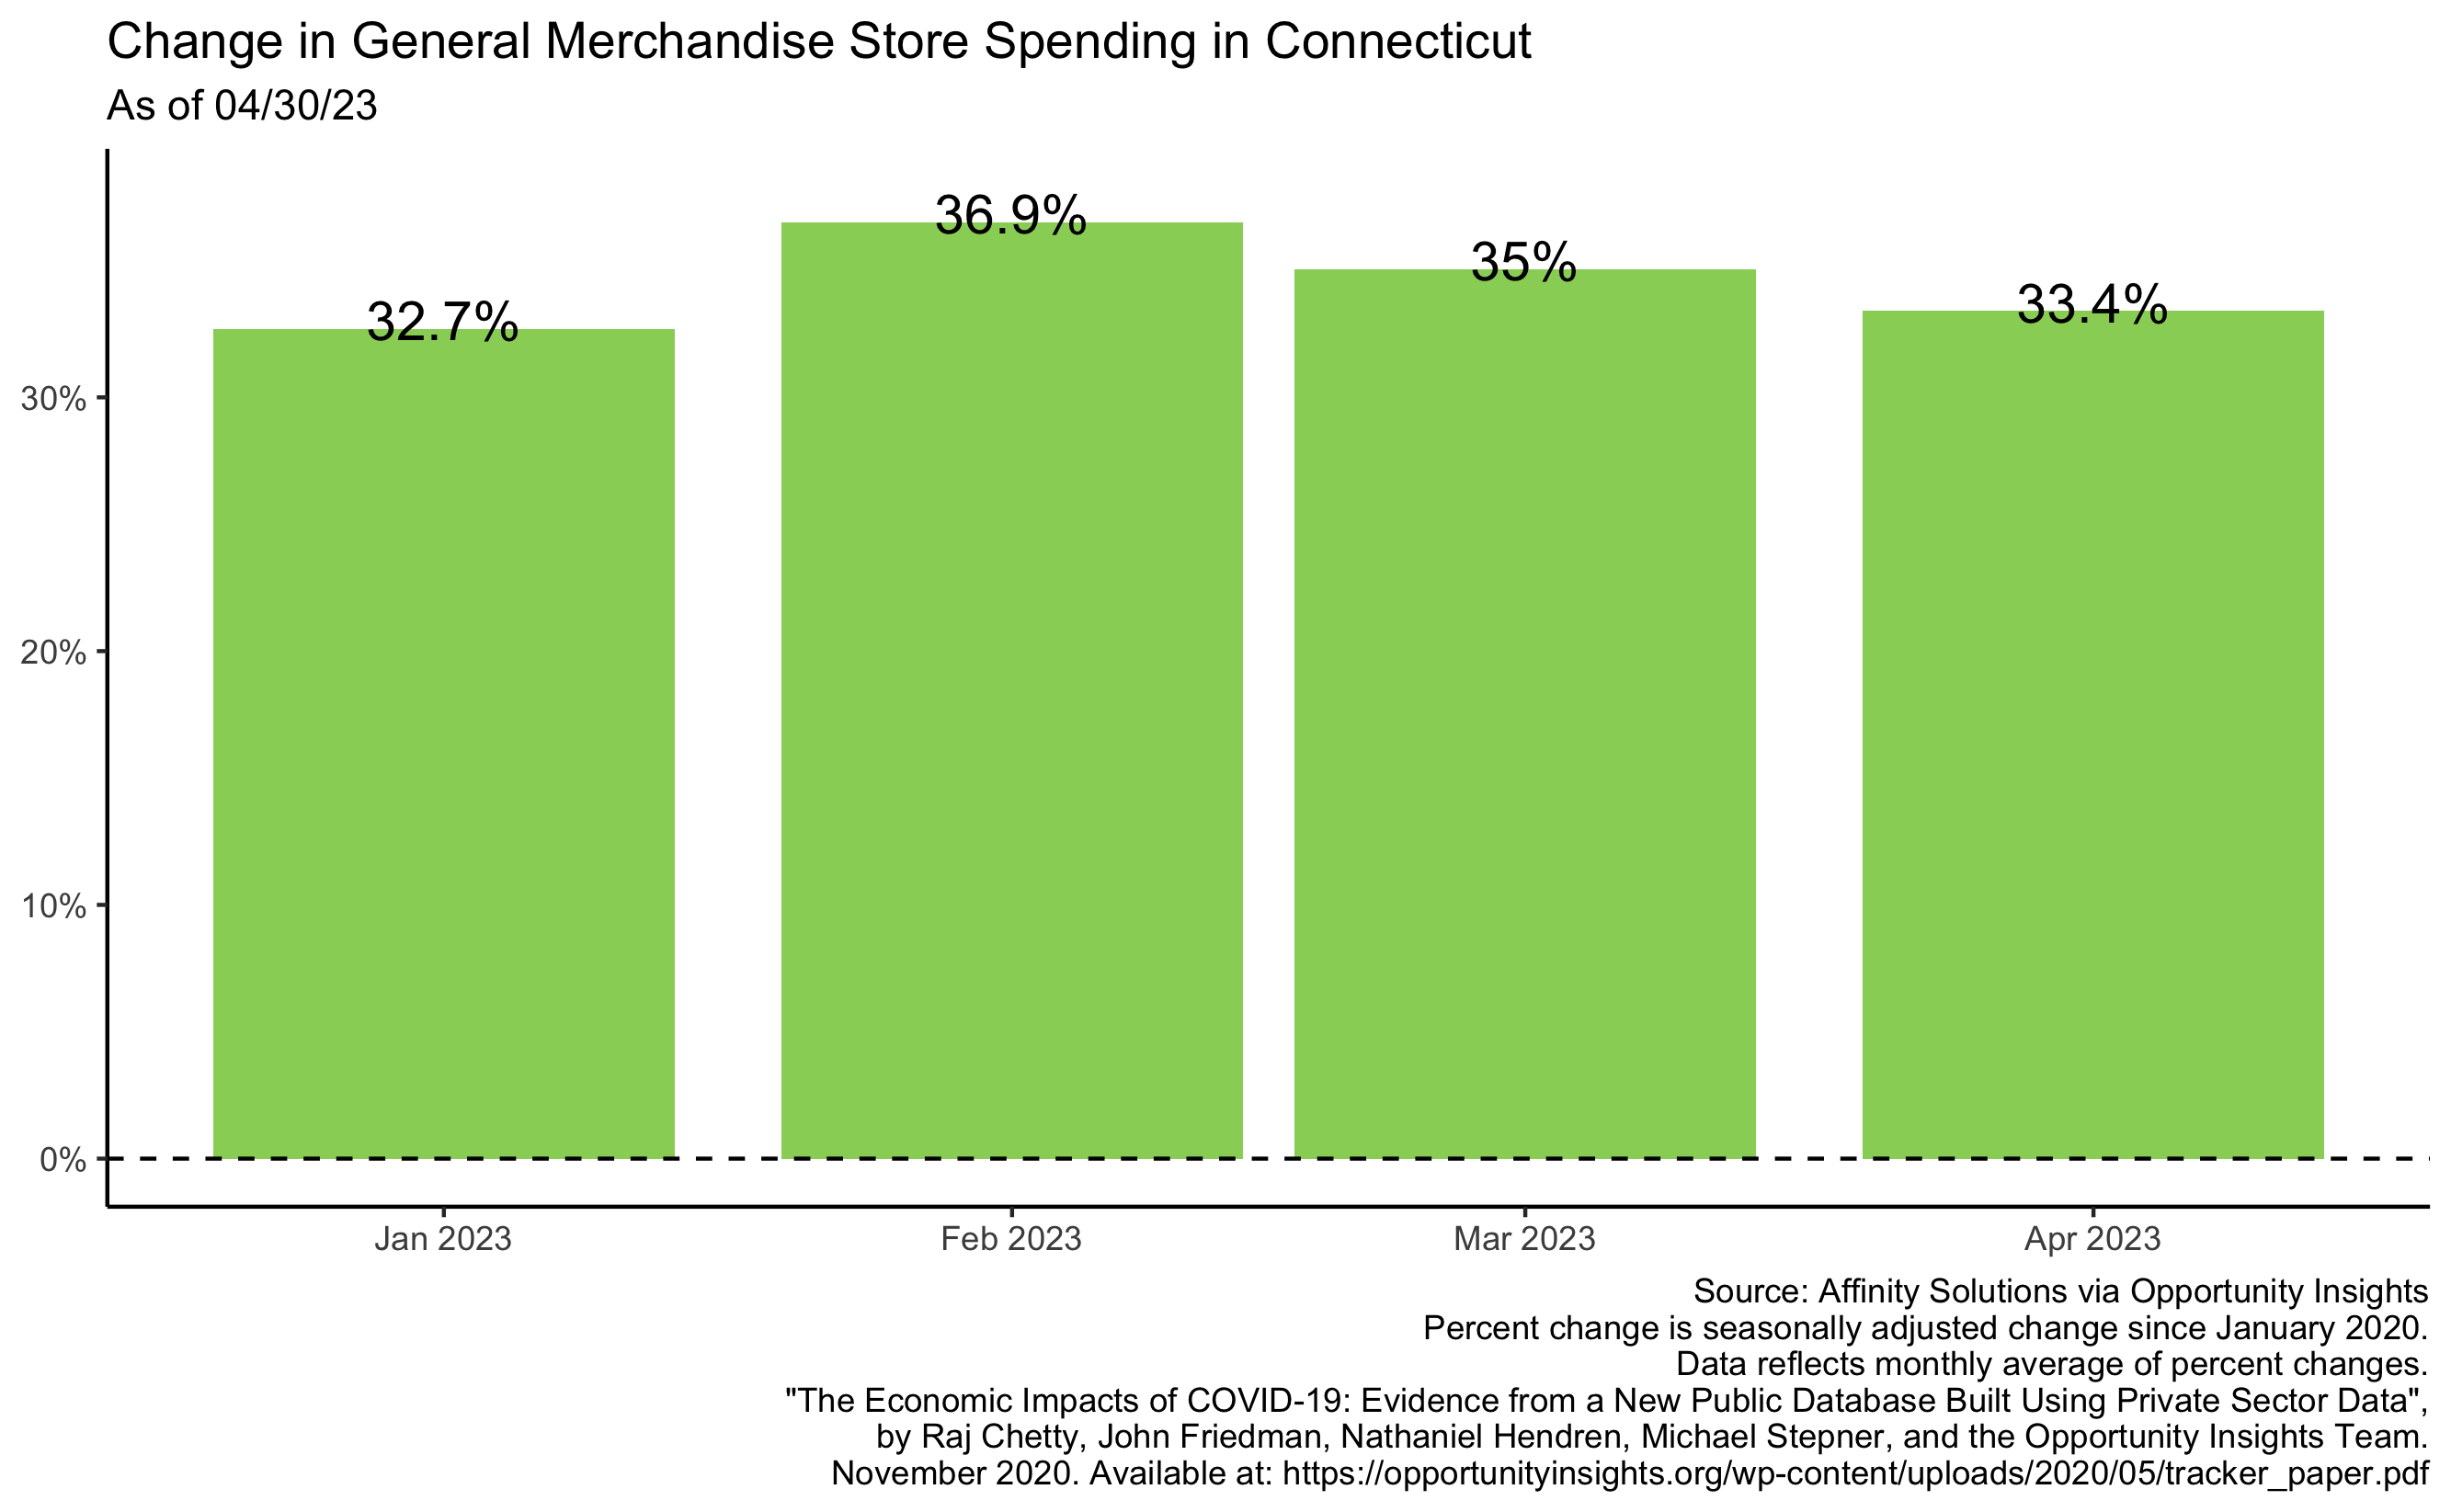 Change in General Merchandise Store Spending in Connecticut
As of 04/30/23
36.9%
35%
33.4%
32.7%
30%
20%
10%
0%
Jan 2023
Feb 2023
Mar 2023
Apr 2023
Source: Affinity Solutions via Opportunity Insights
Percent change is seasonally adjusted change since January 2020.
Data reflects monthly average of percent changes.
"The Economic Impacts of COVID-19: Evidence from a New Public Database Built Using Private Sector Data",
by Raj Chetty, John Friedman, Nathaniel Hendren, Michael Stepner, and the Opportunity Insights Team.
November 2020. Available at: https://opportunityinsights.org/wp-content/uploads/2020/05/tracker_paper.pdf